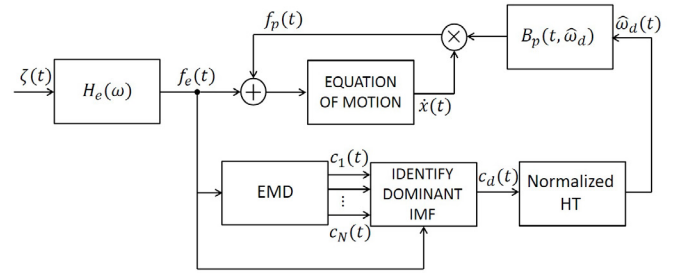 f_p(t)
ω̂_d(t)
×
B_p(t, ω̂_d)
ζ(t)
H_e(ω)
f_e(t)
+
EQUATION
OF MOTION
ẋ(t)
EMD
c_1(t)
⋮
c_N(t)
IDENTIFY
DOMINANT
IMF
c_d(t)
Normalized
HT